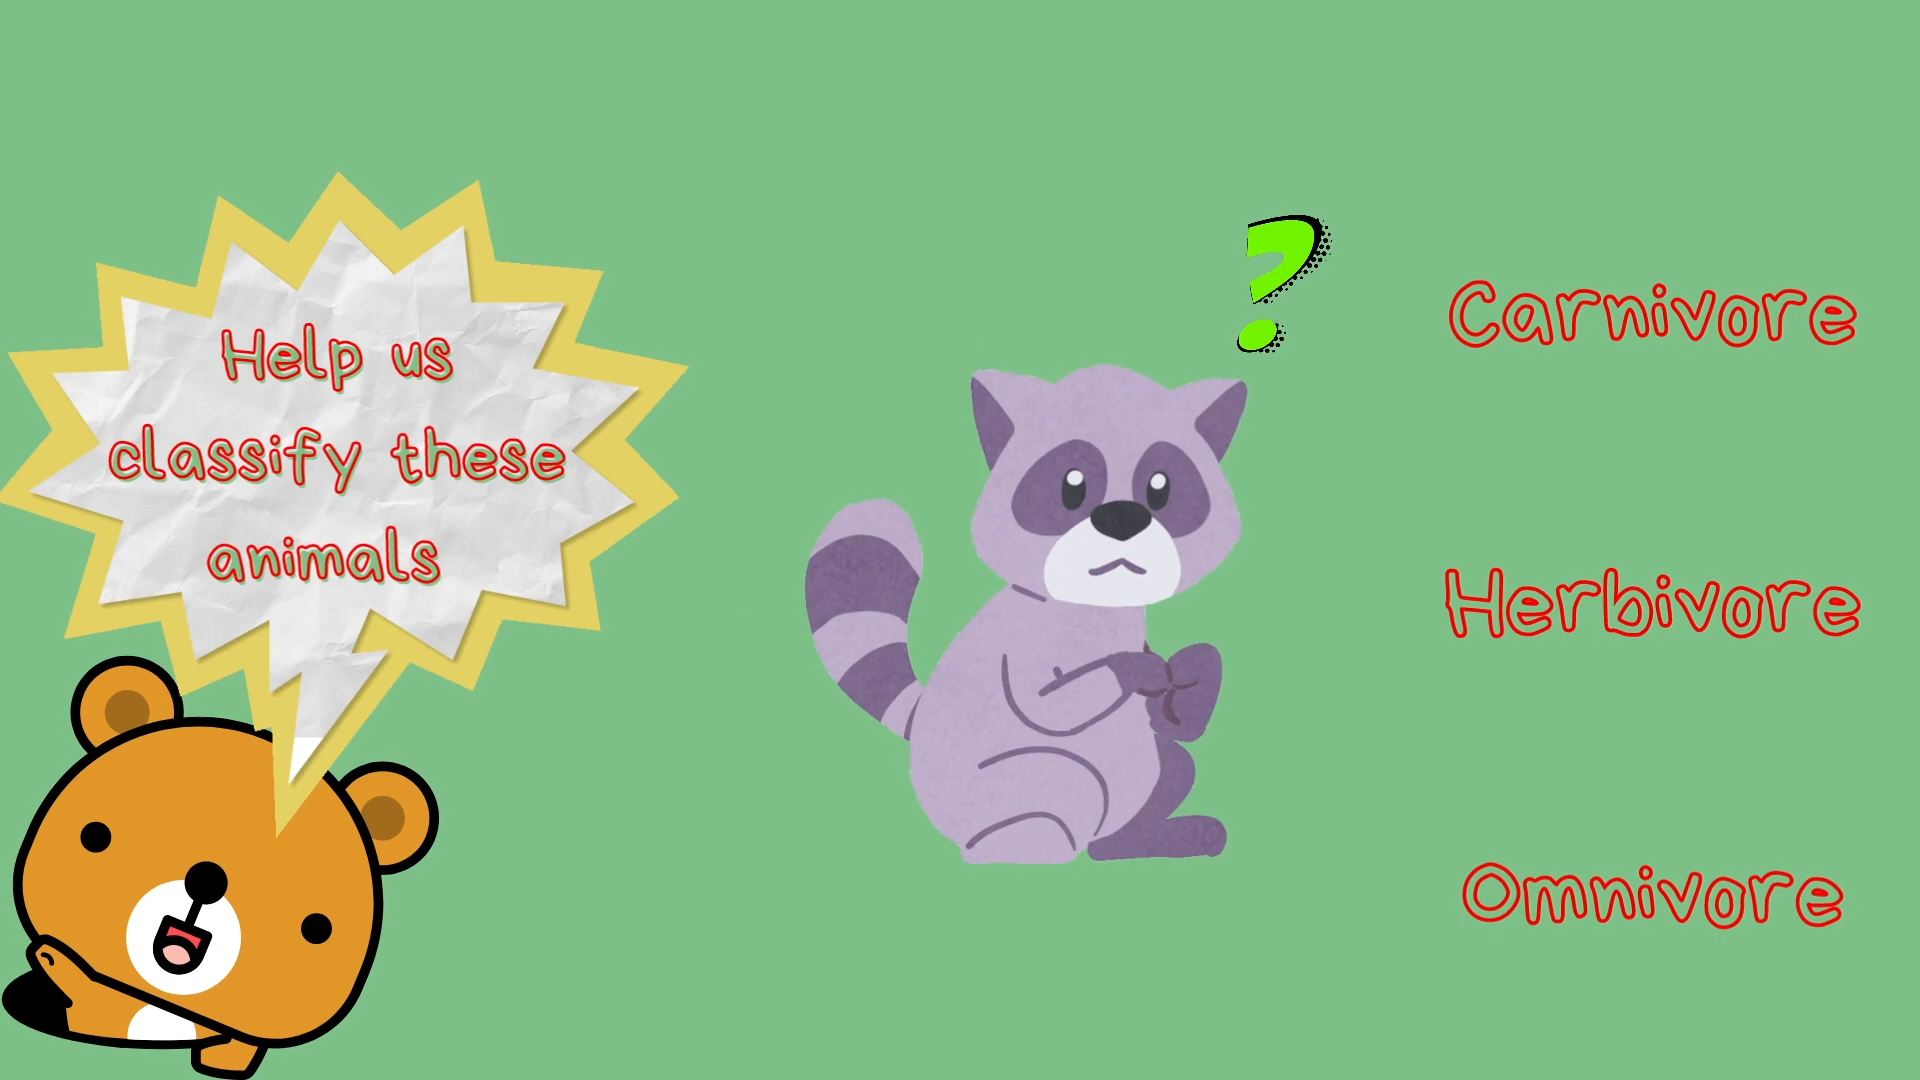 Help us
classify these
animals
?
Carnivore
Herbivore
Omnivore